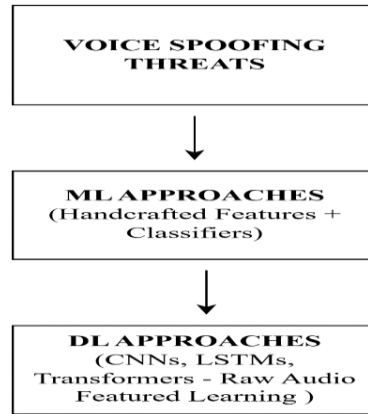 VOICE SPOOFING
THREATS
ML APPROACHES
(Handcrafted Features +
Classifiers)
DL APPROACHES
(CNNs, LSTMs,
Transformers - Raw Audio
Featured Learning )